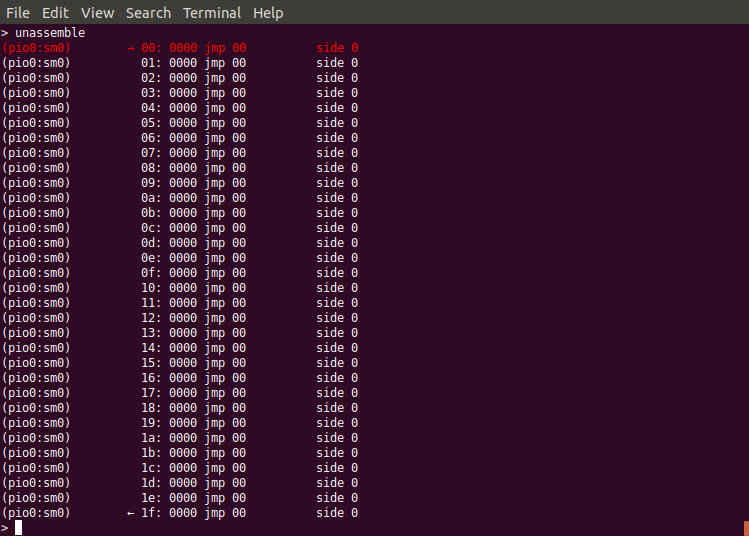 File Edit View Search Terminal Help
> unassemble
(pio0:sm0) → 00: 0000 jmp 00 side 0
(pio0:sm0) 01: 0000 jmp 00 side 0
(pio0:sm0) 02: 0000 jmp 00 side 0
(pio0:sm0) 03: 0000 jmp 00 side 0
(pio0:sm0) 04: 0000 jmp 00 side 0
(pio0:sm0) 05: 0000 jmp 00 side 0
(pio0:sm0) 06: 0000 jmp 00 side 0
(pio0:sm0) 07: 0000 jmp 00 side 0
(pio0:sm0) 08: 0000 jmp 00 side 0
(pio0:sm0) 09: 0000 jmp 00 side 0
(pio0:sm0) 0a: 0000 jmp 00 side 0
(pio0:sm0) 0b: 0000 jmp 00 side 0
(pio0:sm0) 0c: 0000 jmp 00 side 0
(pio0:sm0) 0d: 0000 jmp 00 side 0
(pio0:sm0) 0e: 0000 jmp 00 side 0
(pio0:sm0) 0f: 0000 jmp 00 side 0
(pio0:sm0) 10: 0000 jmp 00 side 0
(pio0:sm0) 11: 0000 jmp 00 side 0
(pio0:sm0) 12: 0000 jmp 00 side 0
(pio0:sm0) 13: 0000 jmp 00 side 0
(pio0:sm0) 14: 0000 jmp 00 side 0
(pio0:sm0) 15: 0000 jmp 00 side 0
(pio0:sm0) 16: 0000 jmp 00 side 0
(pio0:sm0) 17: 0000 jmp 00 side 0
(pio0:sm0) 18: 0000 jmp 00 side 0
(pio0:sm0) 19: 0000 jmp 00 side 0
(pio0:sm0) 1a: 0000 jmp 00 side 0
(pio0:sm0) 1b: 0000 jmp 00 side 0
(pio0:sm0) 1c: 0000 jmp 00 side 0
(pio0:sm0) 1d: 0000 jmp 00 side 0
(pio0:sm0) 1e: 0000 jmp 00 side 0
(pio0:sm0) ← 1f: 0000 jmp 00 side 0
>